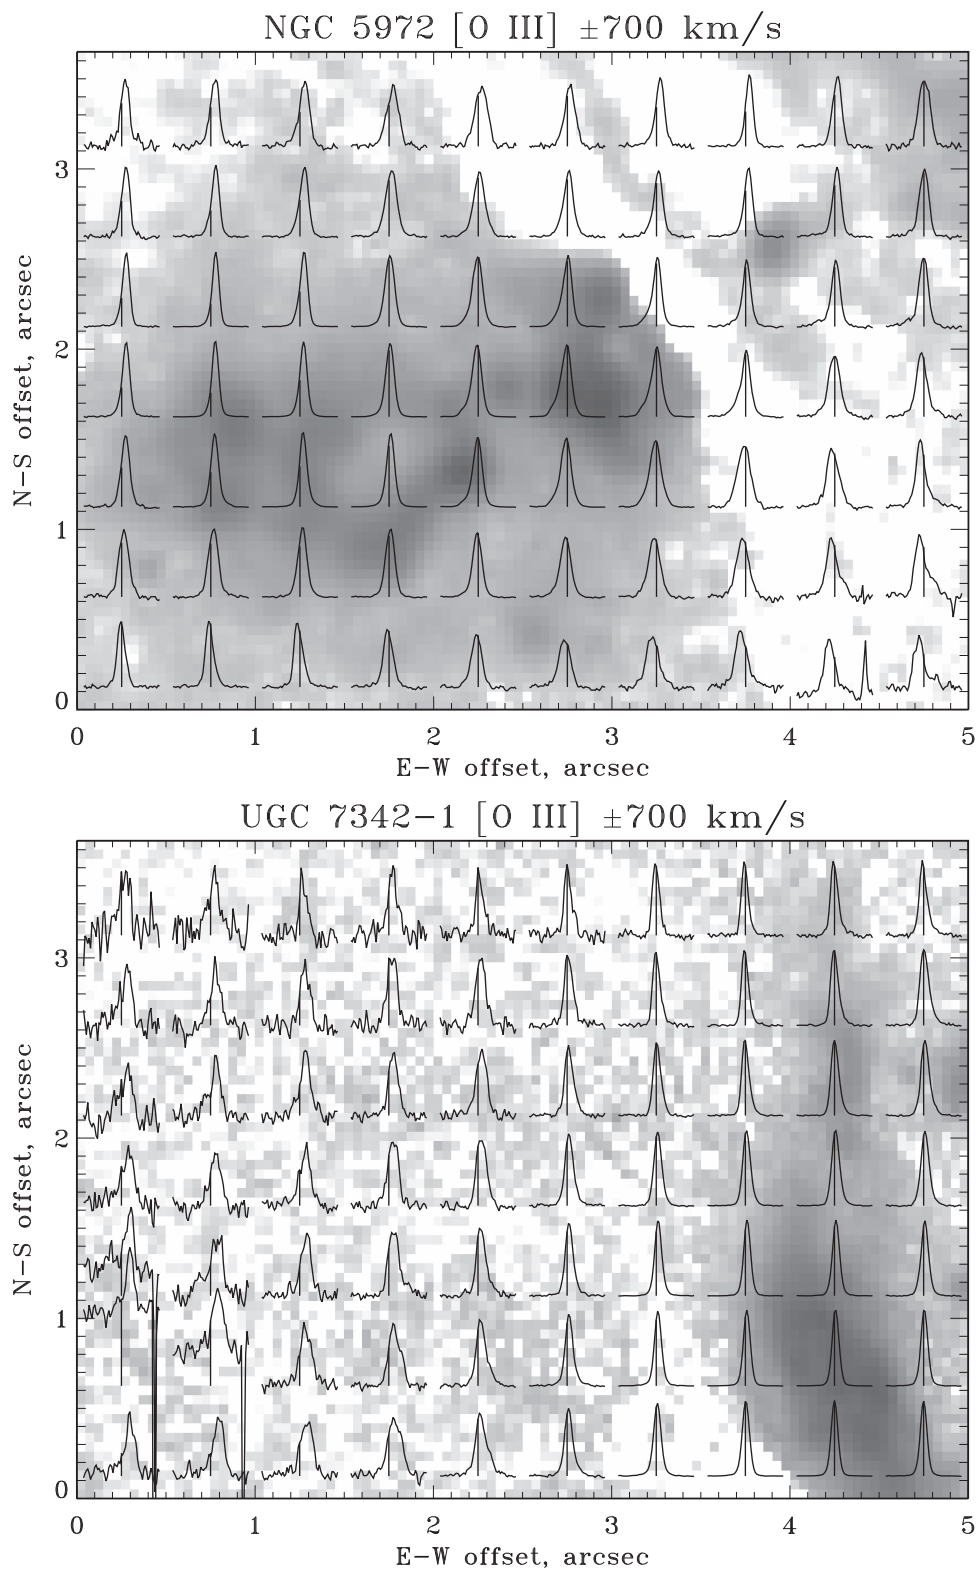 NGC 5972 [O III] ±700 km/s
N−S offset, arcsec
3
2
1
0
0 1 2 3 4 5
E−W offset, arcsec
UGC 7342−1 [O III] ±700 km/s
N−S offset, arcsec
3
2
1
0
0 1 2 3 4 5
E−W offset, arcsec